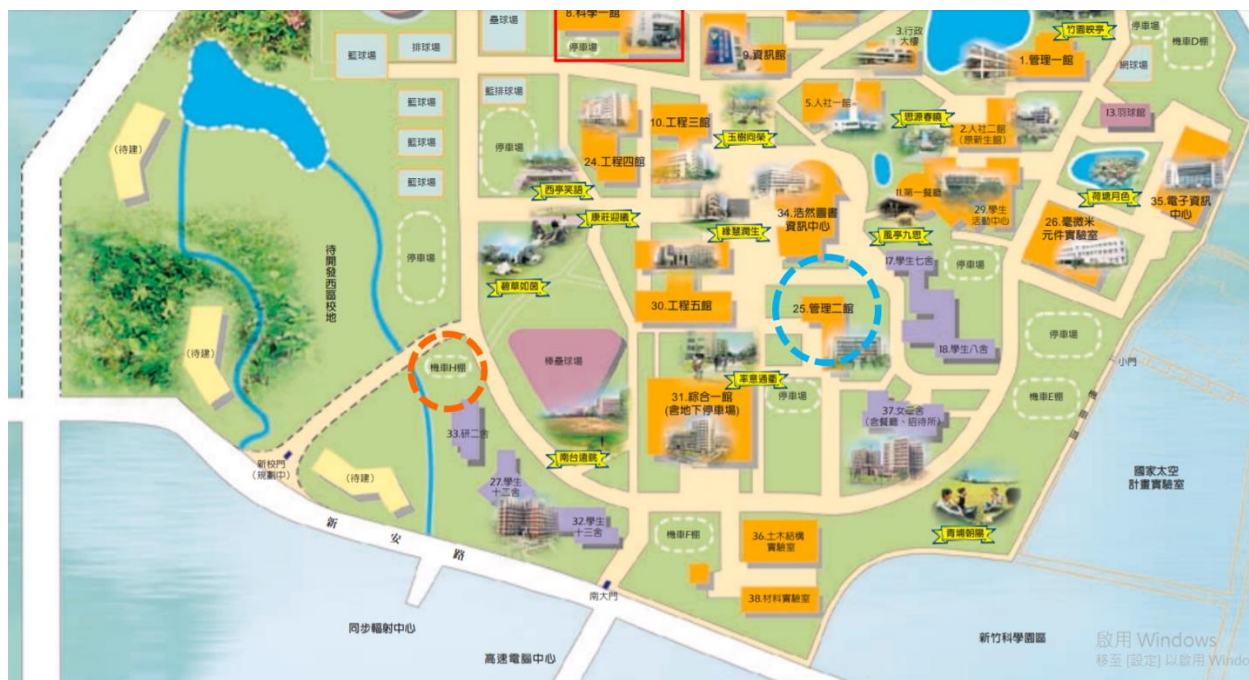 8.科學一館
停車場
壘球場
籃球場
排球場
9.資訊館
3.行政
大樓
竹園映亭
停車場
機車D棚
1.管理一館
網球場
籃球場
籃排球場
停車場
籃球場
籃球場
10.工程三館
24.工程四館
玉樹向榮
5.人社一館
思源春曉
2.人社二館
(原新生館)
13.羽球館
(待建)
西亭笑語
康莊迎曦
碧草如茵
緣慧潤生
34.浩然圖書
資訊中心
11.第一餐廳
29.學生
活動中心
風亭九思
荷塘月色
26.毫微米
元件實驗室
35.電子資訊
中心
待開發西區校地
停車場
17.學生七舍
停車場
30.工程五館
25.管理二館
18.學生八舍
停車場
小門
(待建)
機車H棚
棒壘球場
率意通衢
31.綜合一館
(含地下停車場)
停車場
37.女二舍
(含餐廳、招待所)
機車E棚
33.研二舍
南台遠眺
新校門
(規劃中)
(待建)
27.學生
十二舍
32.學生
十三舍
機車F棚
36.土木結構
實驗室
青埔朝陽
國家太空
計畫實驗室
新安路
南大門
38.材料實驗室
同步輻射中心
高速電腦中心
新竹科學園區
啟用 Windows
移至 [設定] 以啟用 Windo